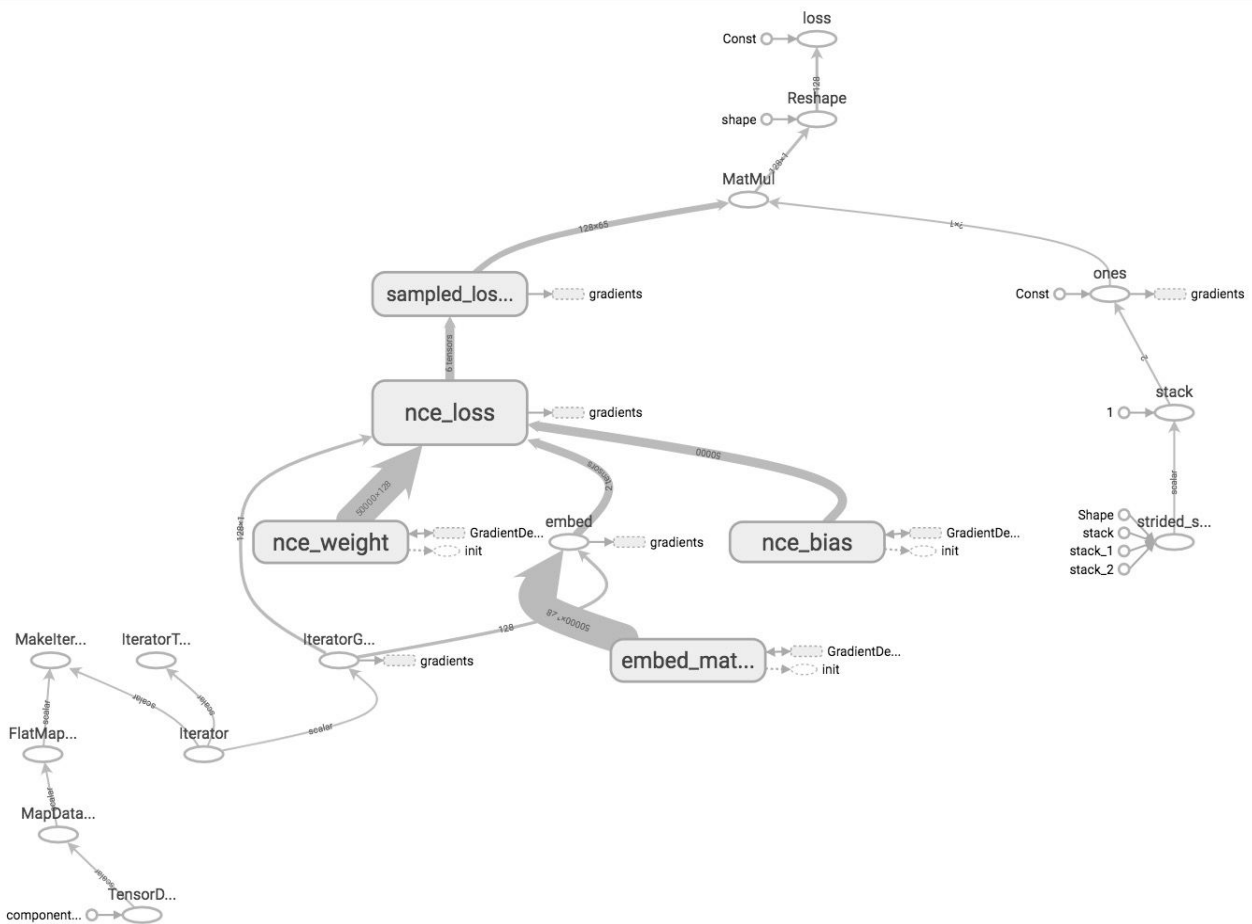 loss
Const
128
Reshape
shape
128×1
MatMul
128×65
?×1
ones
sampled_los...
gradients
Const
gradients
6 tensors
2
stack
nce_loss
gradients
1
50000
2 tensors
50000×128
scalar
128×1
embed
Shape
strided_s...
nce_weight
GradientDe...
gradients
nce_bias
GradientDe...
stack
init
init
stack_1
stack_2
50000×128
128
MakeIter...
IteratorT...
IteratorG...
gradients
embed_mat...
GradientDe...
init
scalar
scalar
scalar
scalar
FlatMap...
Iterator
scalar
MapData...
scalar
TensorD...
component...